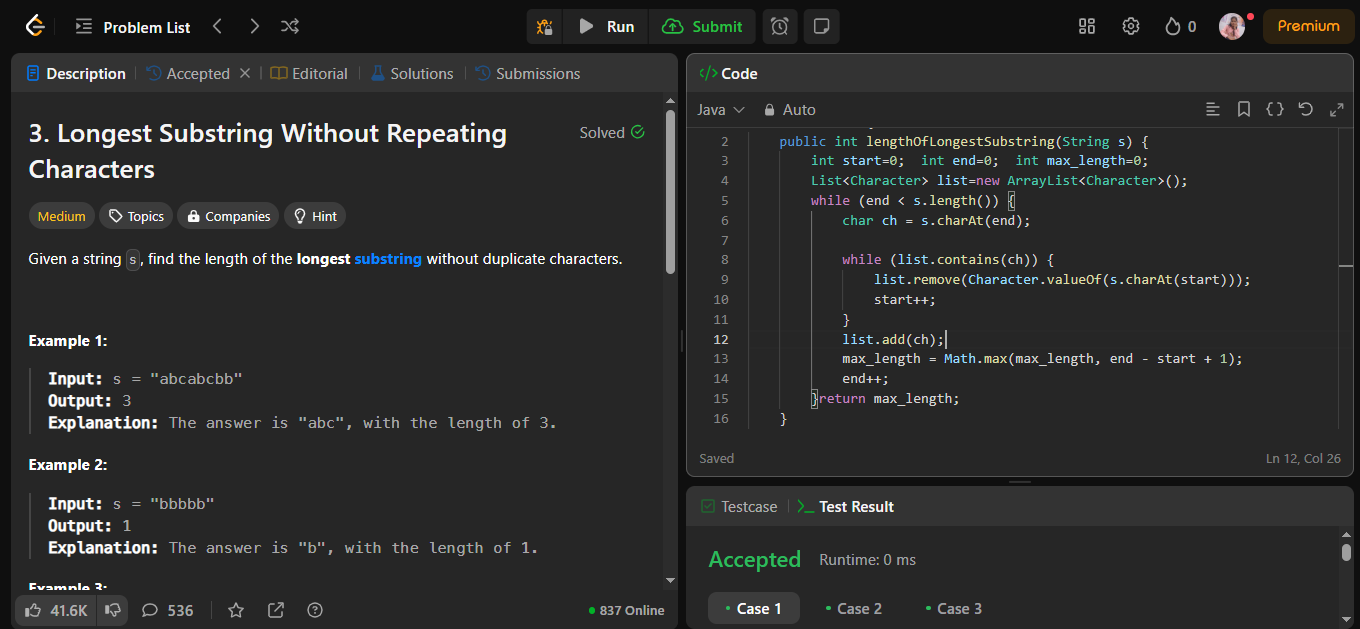 Problem List
Run
Submit
0
Premium
Description
Accepted
Editorial
Solutions
Submissions
3. Longest Substring Without Repeating
Characters
Solved
Medium
Topics
Companies
Hint
Given a string s, find the length of the longest substring without duplicate characters.
Example 1:
Input: s = "abcabcbb"
Output: 3
Explanation: The answer is "abc", with the length of 3.
Example 2:
Input: s = "bbbbb"
Output: 1
Explanation: The answer is "b", with the length of 1.
Example 3:
41.6K
536
837 Online
</> Code
Java
Auto
2 public int lengthOfLongestSubstring(String s) {
3 int start=0; int end=0; int max_length=0;
4 List<Character> list=new ArrayList<Character>();
5 while (end < s.length()) {
6 char ch = s.charAt(end);
7
8 while (list.contains(ch)) {
9 list.remove(Character.valueOf(s.charAt(start)));
10 start++;
11 }
12 list.add(ch);
13 max_length = Math.max(max_length, end - start + 1);
14 end++;
15 }return max_length;
16 }
Saved
Ln 12, Col 26
Testcase
Test Result
Accepted
Runtime: 0 ms
Case 1
Case 2
Case 3